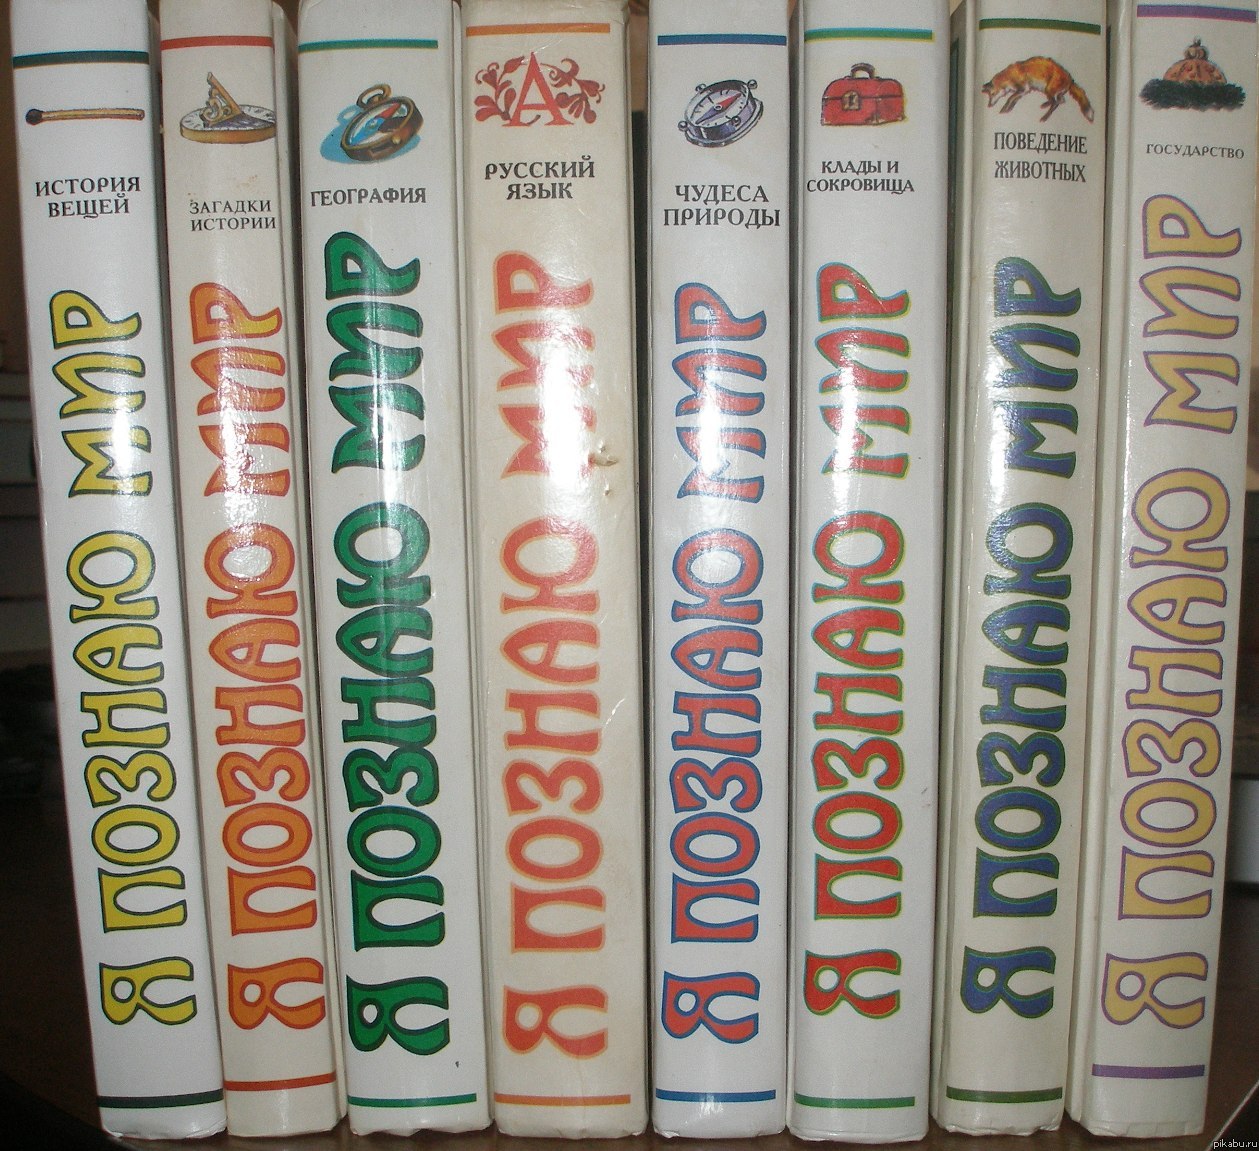 ИСТОРИЯ
ВЕЩЕЙ
Я ПОЗНАЮ МИР
ЗАГАДКИ
ИСТОРИИ
Я ПОЗНАЮ МИР
ГЕОГРАФИЯ
Я ПОЗНАЮ МИР
А
РУССКИЙ
ЯЗЫК
Я ПОЗНАЮ МИР
ЧУДЕСА
ПРИРОДЫ
Я ПОЗНАЮ МИР
КЛАДЫ И
СОКРОВИЩА
Я ПОЗНАЮ МИР
ПОВЕДЕНИЕ
ЖИВОТНЫХ
Я ПОЗНАЮ МИР
ГОСУДАРСТВО
Я ПОЗНАЮ МИР
pikabu.ru